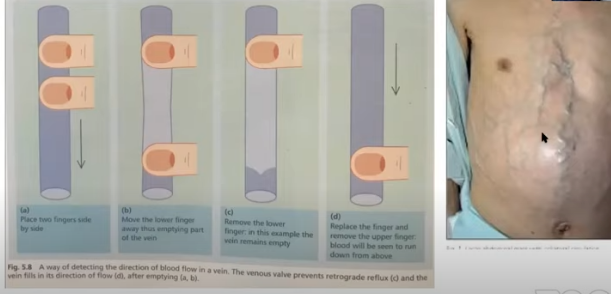 (a)
Place two fingers side
by side
(b)
Move the lower finger
away thus emptying part
of the vein
(c)
Remove the lower
finger: in this example the
vein remains empty
(d)
Replace the finger and
remove the upper finger:
blood will be seen to run
down from above
Fig. 5.8 A way of detecting the direction of blood flow in a vein. The venous valve prevents retrograde reflux (c) and the
vein fills in its direction of flow (d), after emptying (a, b).